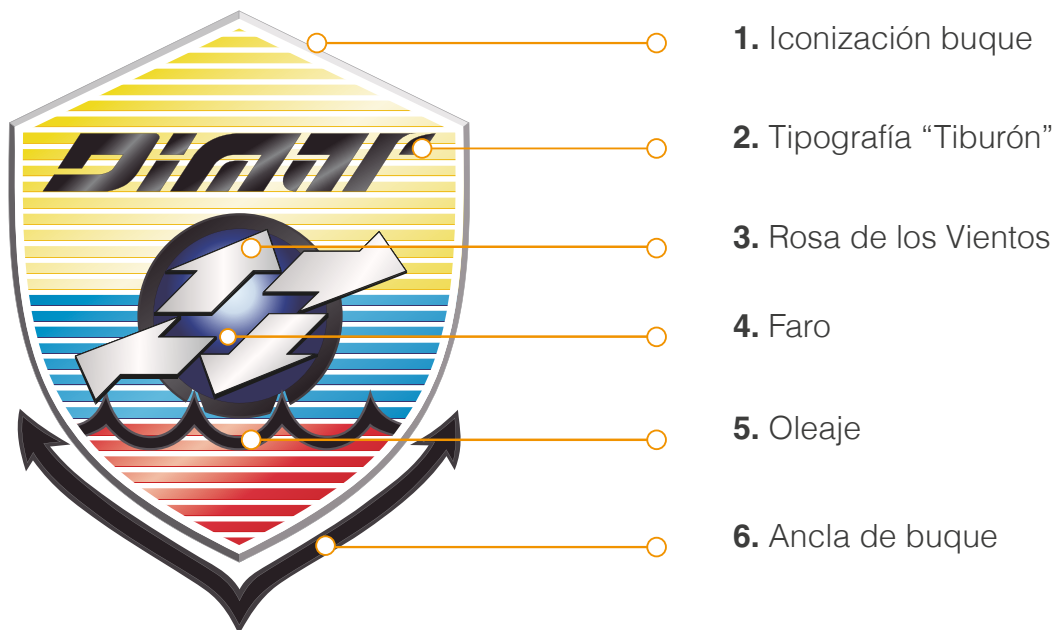 1. Iconización buque
Dimar
2. Tipografía “Tiburón”
3. Rosa de los Vientos
4. Faro
5. Oleaje
6. Ancla de buque